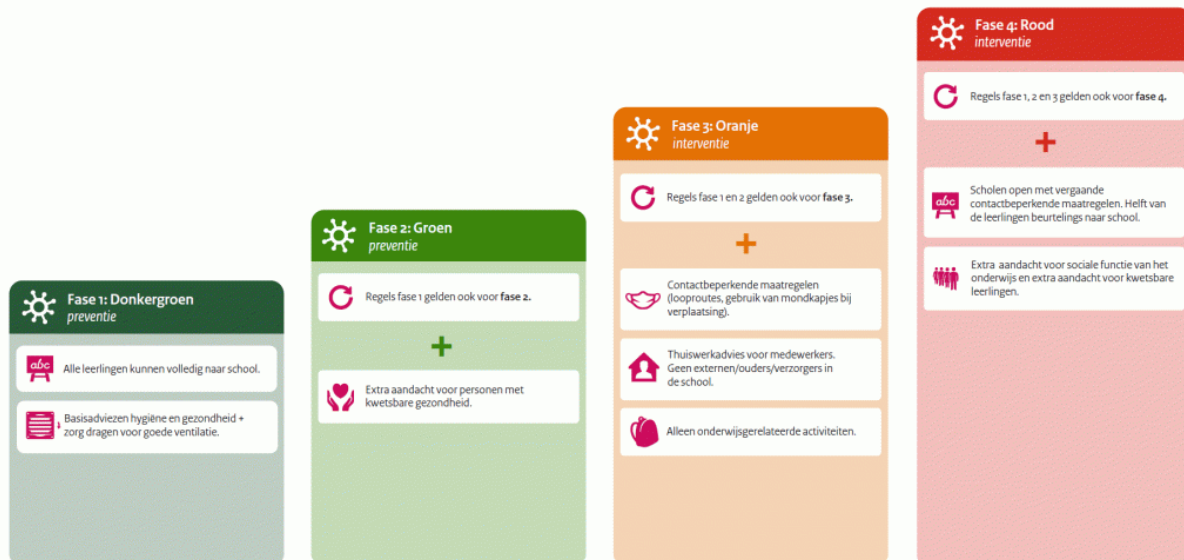 Fase 1: Donkergroen
preventie
abc
Alle leerlingen kunnen volledig naar school.
Basisadviezen hygiëne en gezondheid +
zorg dragen voor goede ventilatie.
Fase 2: Groen
preventie
Regels fase 1 gelden ook voor fase 2.
+
Extra aandacht voor personen met
kwetsbare gezondheid.
Fase 3: Oranje
interventie
Regels fase 1 en 2 gelden ook voor fase 3.
+
Contactbeperkende maatregelen
(looproutes, gebruik van mondkapjes bij
verplaatsing).
Thuiswerkadvies voor medewerkers.
Geen externen/ouders/verzorgers in
de school.
Alleen onderwijsgerelateerde activiteiten.
Fase 4: Rood
interventie
Regels fase 1, 2 en 3 gelden ook voor fase 4.
+
abc
Scholen open met vergaande
contactbeperkende maatregelen. Helft van
de leerlingen beurtelings naar school.
Extra aandacht voor sociale functie van het
onderwijs en extra aandacht voor kwetsbare
leerlingen.